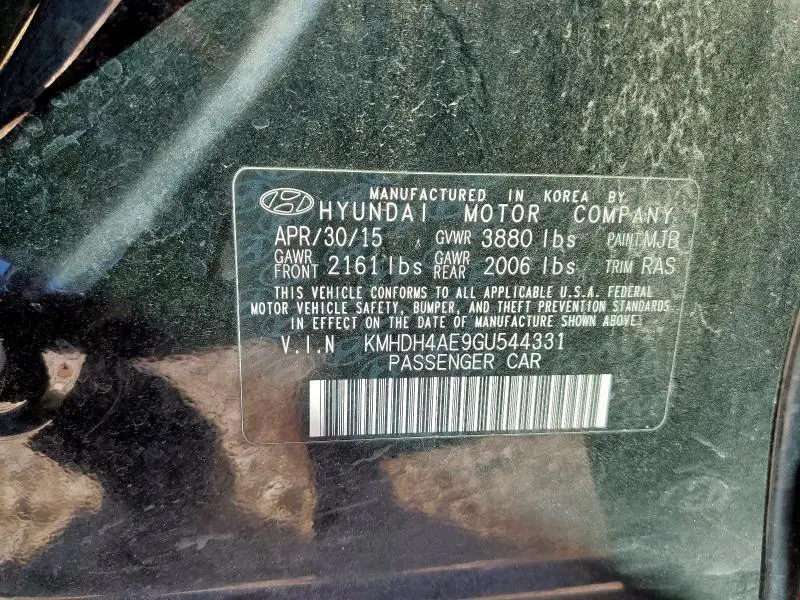 MANUFACTURED IN KOREA BY
HYUNDAI MOTOR COMPANY
APR/30/15 GVWR 3880 lbs PAINT MJB
GAWR FRONT 2161 lbs GAWR REAR 2006 lbs TRIM RAS
THIS VEHICLE CONFORMS TO ALL APPLICABLE U.S.A. FEDERAL
MOTOR VEHICLE SAFETY, BUMPER, AND THEFT PREVENTION STANDARDS
IN EFFECT ON THE DATE OF MANUFACTURE SHOWN ABOVE.
V.I.N KMHDH4AE9GU544331
PASSENGER CAR